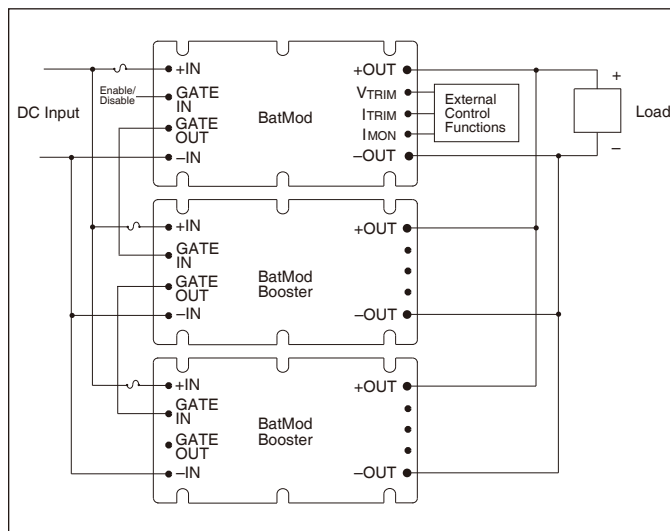 DC Input
Enable/
Disable
+IN
GATE
IN
GATE
OUT
–IN
BatMod
+OUT
VTRIM
ITRIM
IMON
–OUT
External
Control
Functions
+
Load
–
+IN
GATE
IN
GATE
OUT
–IN
BatMod
Booster
+OUT
–OUT
+IN
GATE
IN
GATE
OUT
–IN
BatMod
Booster
+OUT
–OUT